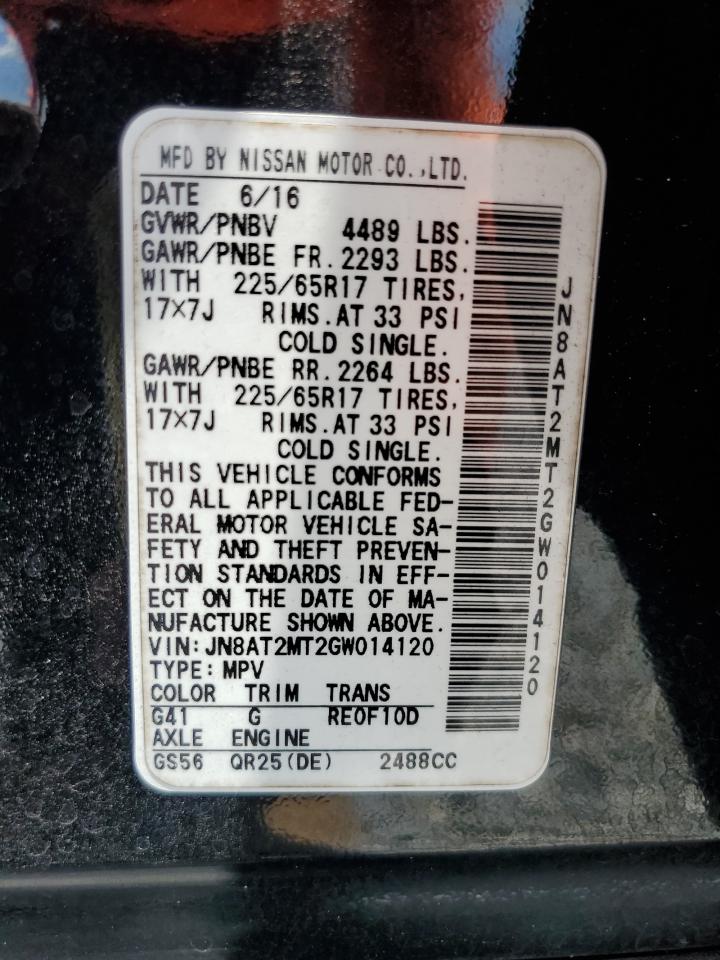 MFD BY NISSAN MOTOR CO.,LTD.
DATE 6/16
GVWR/PNBV 4489 LBS.
GAWR/PNBE FR.2293 LBS.
WITH 225/65R17 TIRES,
17×7J RIMS.AT 33 PSI
COLD SINGLE.
GAWR/PNBE RR.2264 LBS.
WITH 225/65R17 TIRES,
17×7J RIMS.AT 33 PSI
COLD SINGLE.
THIS VEHICLE CONFORMS
TO ALL APPLICABLE FED-
ERAL MOTOR VEHICLE SA-
FETY AND THEFT PREVEN-
TION STANDARDS IN EFF-
ECT ON THE DATE OF MA-
NUFACTURE SHOWN ABOVE.
VIN:JN8AT2MT2GW014120
TYPE:MPV
COLOR TRIM TRANS
G41 G RE0F10D
AXLE ENGINE
GS56 QR25(DE) 2488CC
JN8AT2MT2GW014120